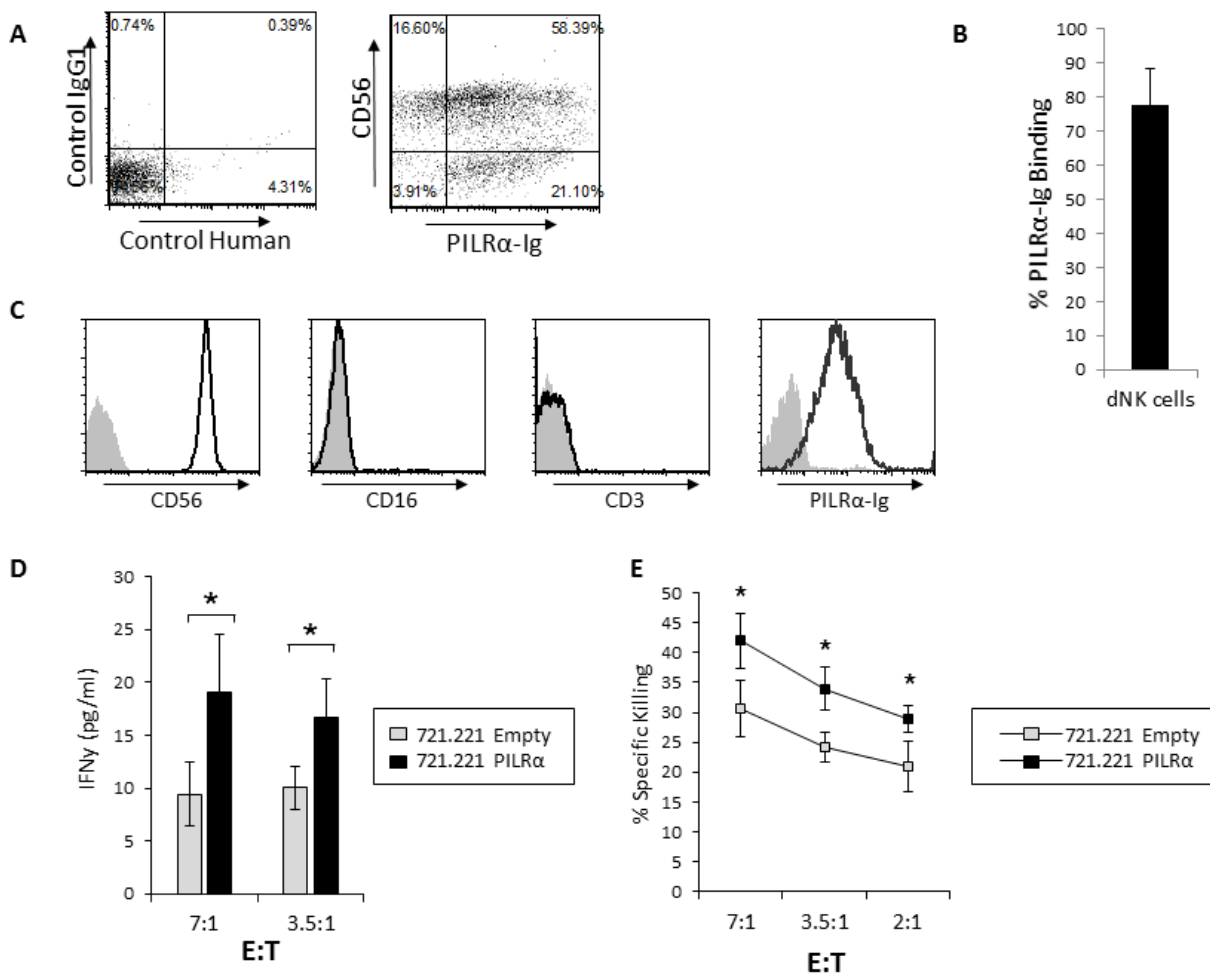 A
0.74%
0.39%
Control IgG1
4.31%
Control Human
16.60%
58.39%
CD56
3.91%
21.10%
PILRα-Ig
B
100
90
80
70
60
50
40
30
20
10
0
% PILRα-Ig Binding
dNK cells
C
CD56
CD16
CD3
PILRα-Ig
D
30
25
20
15
10
5
0
IFNγ (pg/ml)
*
*
7:1
3.5:1
E:T
721.221 Empty
721.221 PILRα
E
50
45
40
35
30
25
20
15
10
5
0
% Specific Killing
*
*
*
7:1
3.5:1
2:1
E:T
721.221 Empty
721.221 PILRα